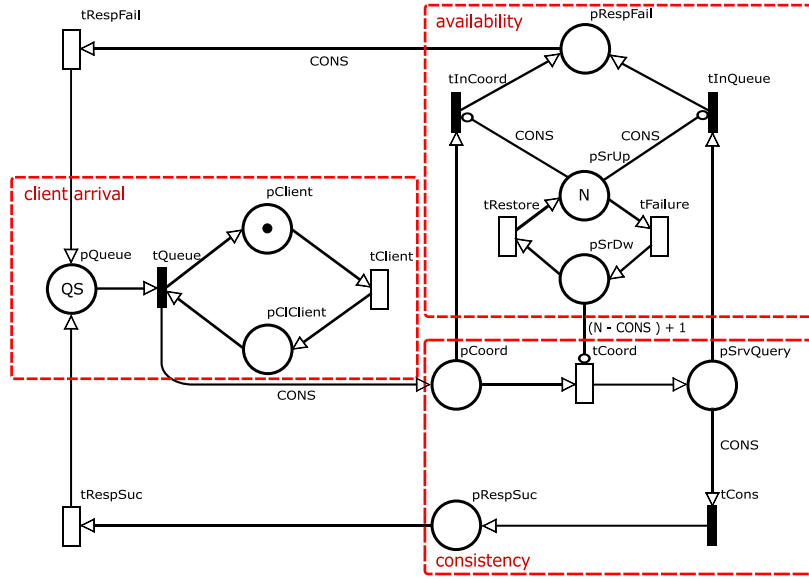 tRespFail
availability
pRespFail
CONS
tInCoord
tInQueue
CONS
CONS
pSrUp
client arrival
pClient
N
tRestore
tFailure
pQueue
tQueue
tClient
pSrDw
QS
pClClient
(N - CONS ) + 1
pCoord
tCoord
pSrvQuery
CONS
CONS
tRespSuc
pRespSuc
tCons
consistency